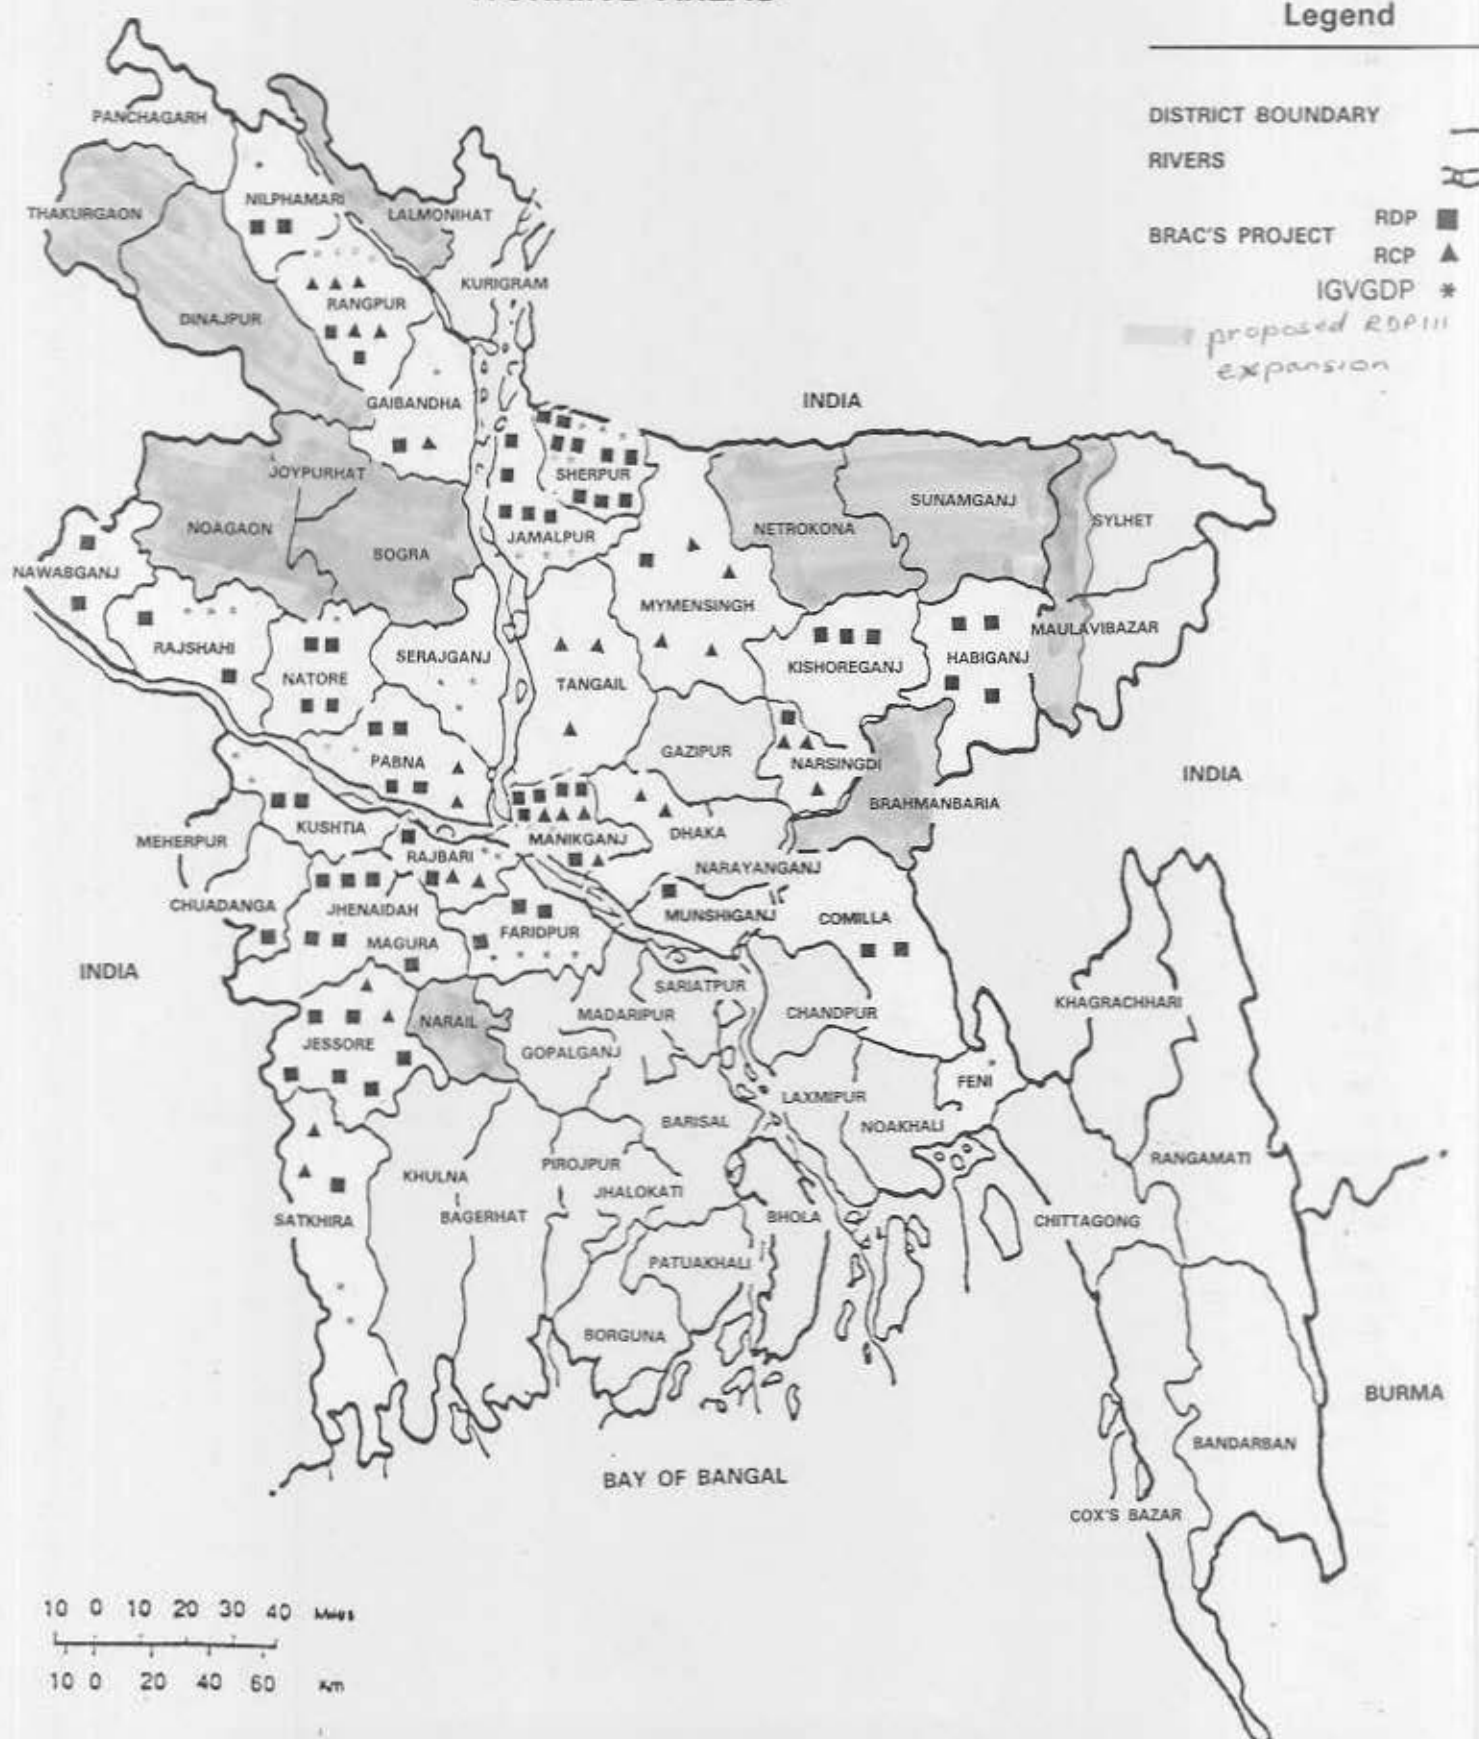 Legend
DISTRICT BOUNDARY
RIVERS
BRAC'S PROJECT
RDP
RCP
IGVGDP *
proposed RDPIII
expansion
PANCHAGARH
THAKURGAON
NILPHAMARI
LALMONIHAT
KURIGRAM
RANGPUR
DINAJPUR
GAIBANDHA
INDIA
JOYPURHAT
SHERPUR
NOAGAON
BOGRA
JAMALPUR
NETROKONA
SUNAMGANJ
SYLHET
NAWABGANJ
MYMENSINGH
MAULAVIBAZAR
RAJSHAHI
NATORE
SERAJGANJ
TANGAIL
KISHOREGANJ
HABIGANJ
PABNA
GAZIPUR
NARSINGDI
BRAHMANBARIA
INDIA
MEHERPUR
KUSHTIA
RAJBARI
MANIKGANJ
DHAKA
NARAYANGANJ
CHUADANGA
JHENAIDAH
MAGURA
FARIDPUR
MUNSHIGANJ
COMILLA
INDIA
SARIATPUR
MADARIPUR
CHANDPUR
KHAGRACHHARI
NARAIL
JESSORE
GOPALGANJ
FENI
LAXMIPUR
BARISAL
NOAKHALI
RANGAMATI
KHULNA
PIROJPUR
JHALOKATI
SATKHIRA
BAGERHAT
BHOLA
CHITTAGONG
PATUAKHALI
BORGUNA
BURMA
BANDARBAN
BAY OF BANGAL
COX'S BAZAR
10 0 10 20 30 40 Miles
10 0 20 40 60 Km